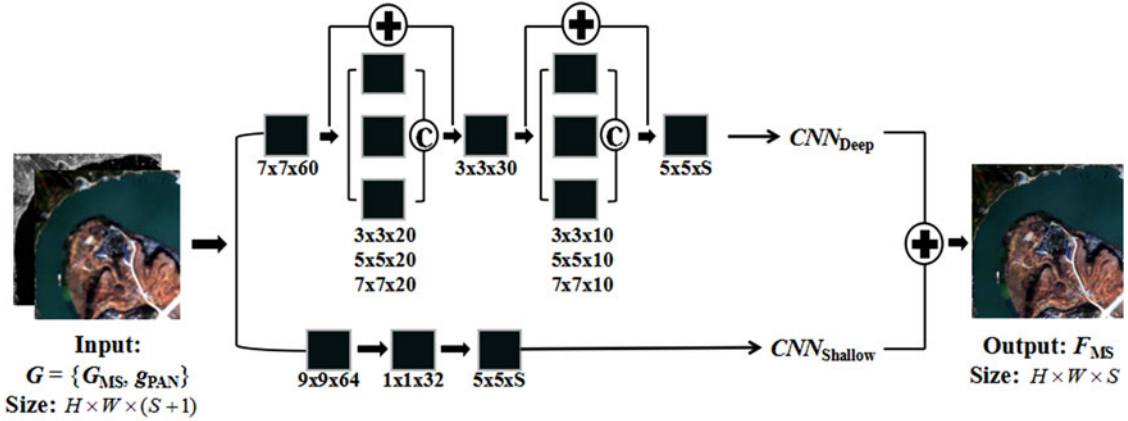 C
C
7x7x60
3x3x30
5x5xS
CNN_Deep
3x3x20
5x5x20
7x7x20
3x3x10
5x5x10
7x7x10
9x9x64
1x1x32
5x5xS
CNN_Shallow
Input:
G = {G_MS, g_PAN}
Size: H×W×(S+1)
Output: F_MS
Size: H×W×S